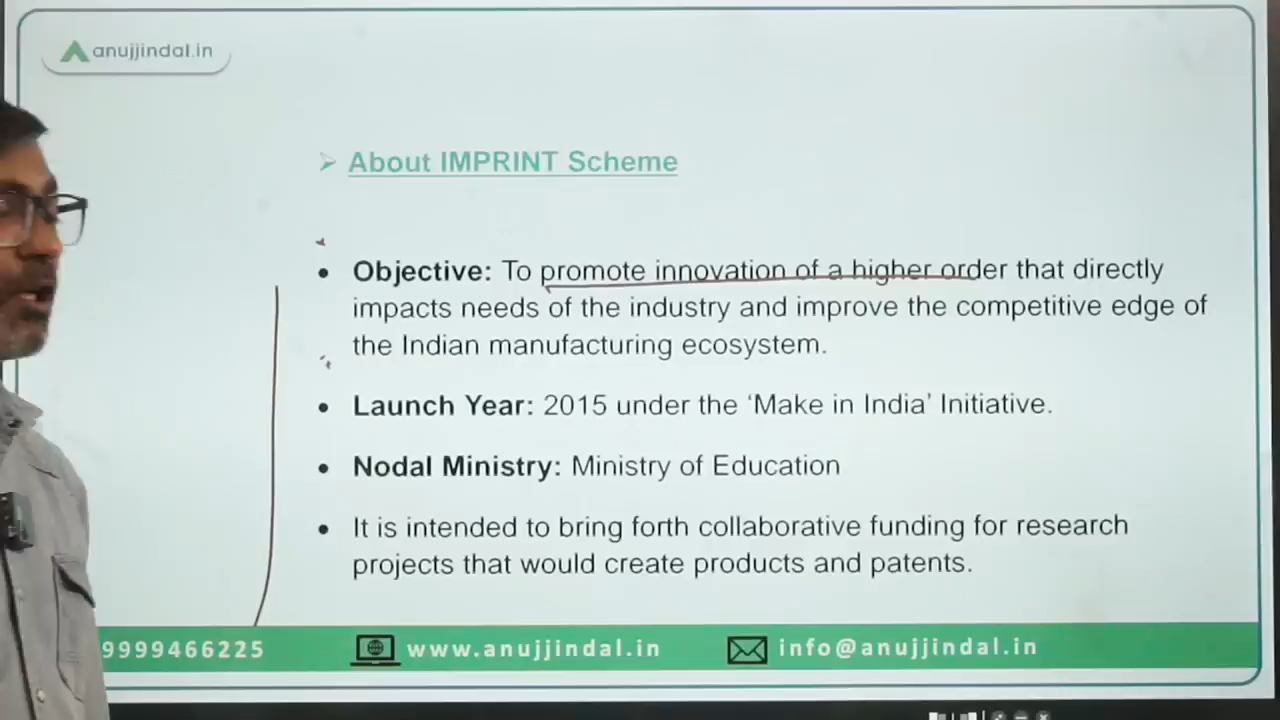 anujjindal.in
➢ About IMPRINT Scheme
• Objective: To promote innovation of a higher order that directly
impacts needs of the industry and improve the competitive edge of
the Indian manufacturing ecosystem.
• Launch Year: 2015 under the ‘Make in India’ Initiative.
• Nodal Ministry: Ministry of Education
• It is intended to bring forth collaborative funding for research
projects that would create products and patents.
9999466225 www.anujjindal.in info@anujjindal.in